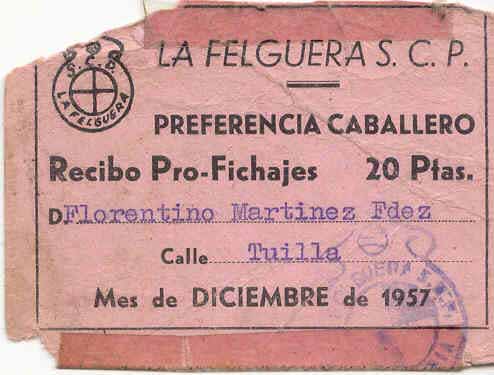 S. C. P.
LA FELGUERA
LA FELGUERA S. C. P.
PREFERENCIA CABALLERO
Recibo Pro-Fichajes 20 Ptas.
D. Florentino Martinez Fdez
Calle Tuilla
Mes de DICIEMBRE de 1957